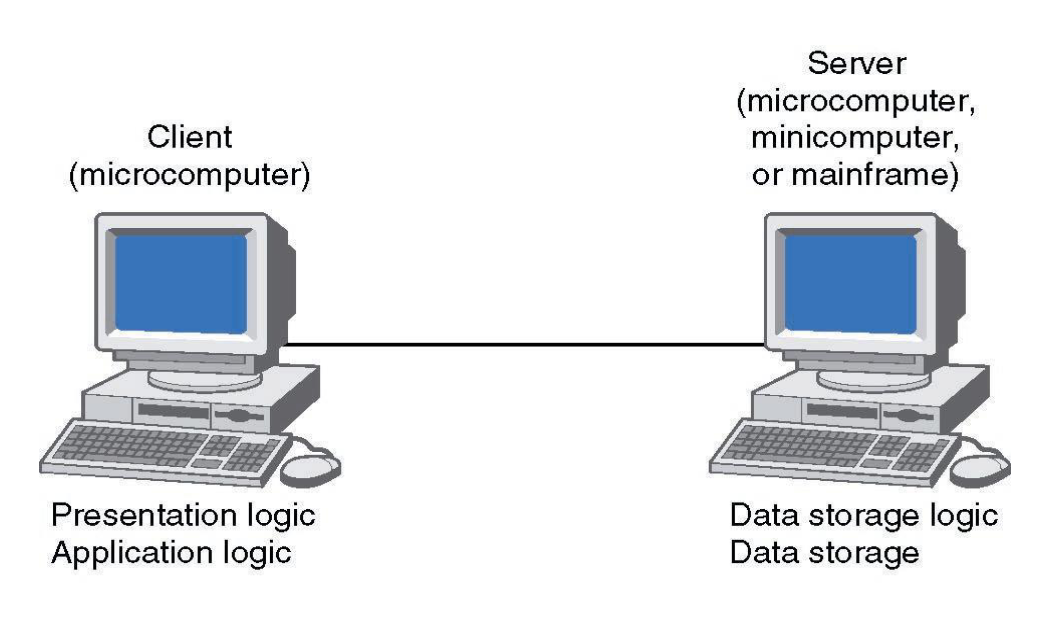 Client
(microcomputer)
Server
(microcomputer,
minicomputer,
or mainframe)
Presentation logic
Application logic
Data storage logic
Data storage